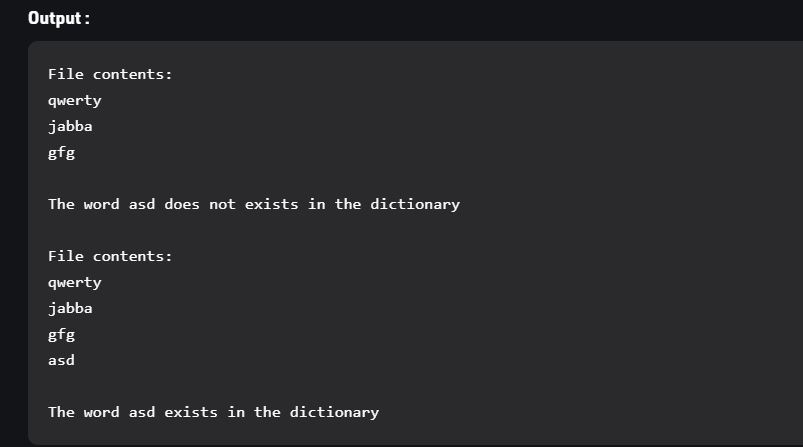 Output :
File contents:
qwerty
jabba
gfg
The word asd does not exists in the dictionary
File contents:
qwerty
jabba
gfg
asd
The word asd exists in the dictionary